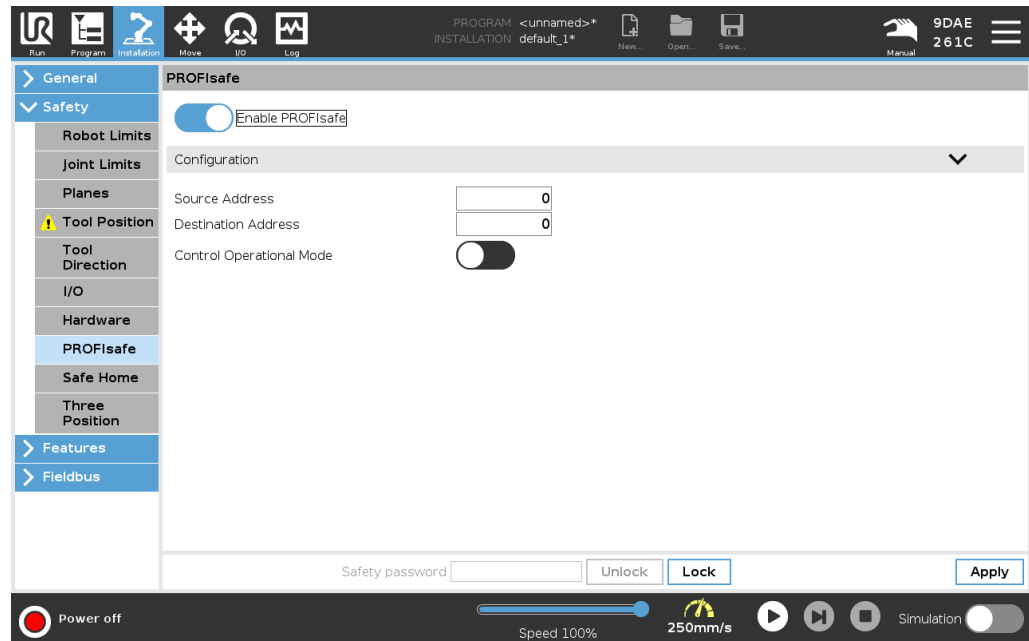 UR
Run
Program
Installation
Move
I/O
Log
PROGRAM <unnamed>*
INSTALLATION default_1*
New...
Open...
Save...
Manual
9DAE
261C
General
Safety
Robot Limits
Joint Limits
Planes
Tool Position
Tool
Direction
I/O
Hardware
PROFIsafe
Safe Home
Three
Position
Features
Fieldbus
PROFIsafe
Enable PROFIsafe
Configuration
Source Address 0
Destination Address 0
Control Operational Mode
Safety password Unlock Lock Apply
Power off
Speed 100%
250mm/s
Simulation